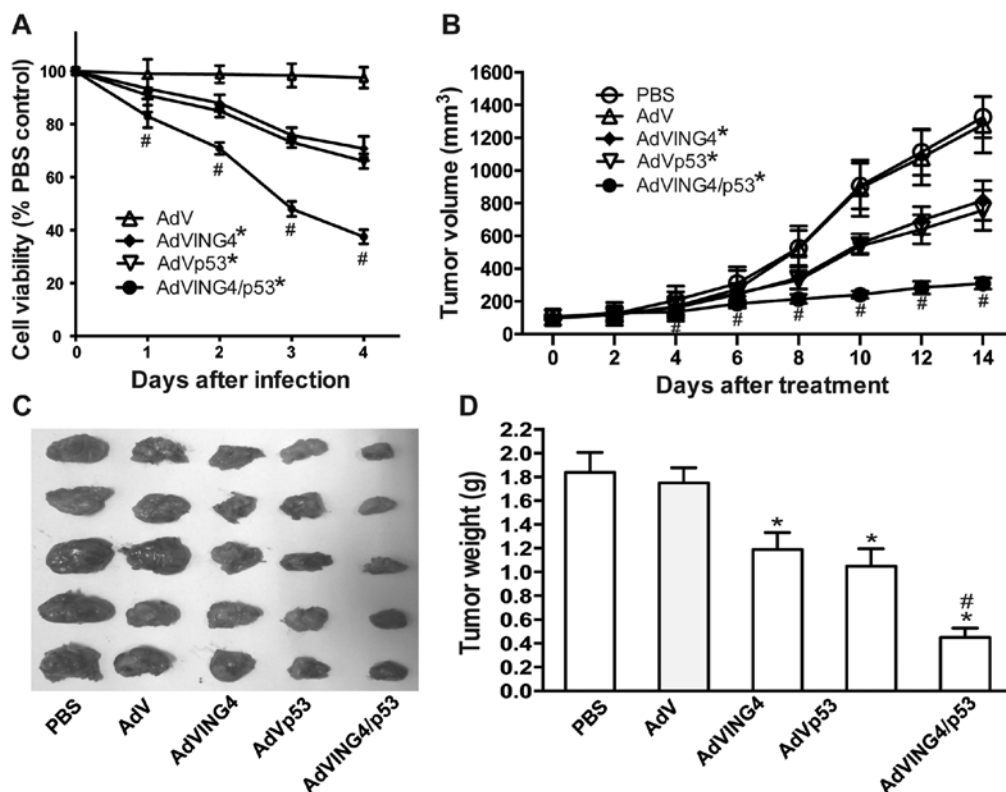 A
Cell viability (% PBS control)
120
100
80
60
40
20
0
#
#
#
#
AdV
AdVING4*
AdVp53*
AdVING4/p53*
0 1 2 3 4
Days after infection
B
Tumor volume (mm³)
1600
1400
1200
1000
800
600
400
200
0
PBS
AdV
AdVING4*
AdVp53*
AdVING4/p53*
# # # # # #
0 2 4 6 8 10 12 14
Days after treatment
C
PBS
AdV
AdVING4
AdVp53
AdVING4/p53
D
Tumor weight (g)
2.2
2.0
1.8
1.6
1.4
1.2
1.0
0.8
0.6
0.4
0.2
0.0
*
*
#
*
PBS
AdV
AdVING4
AdVp53
AdVING4/p53